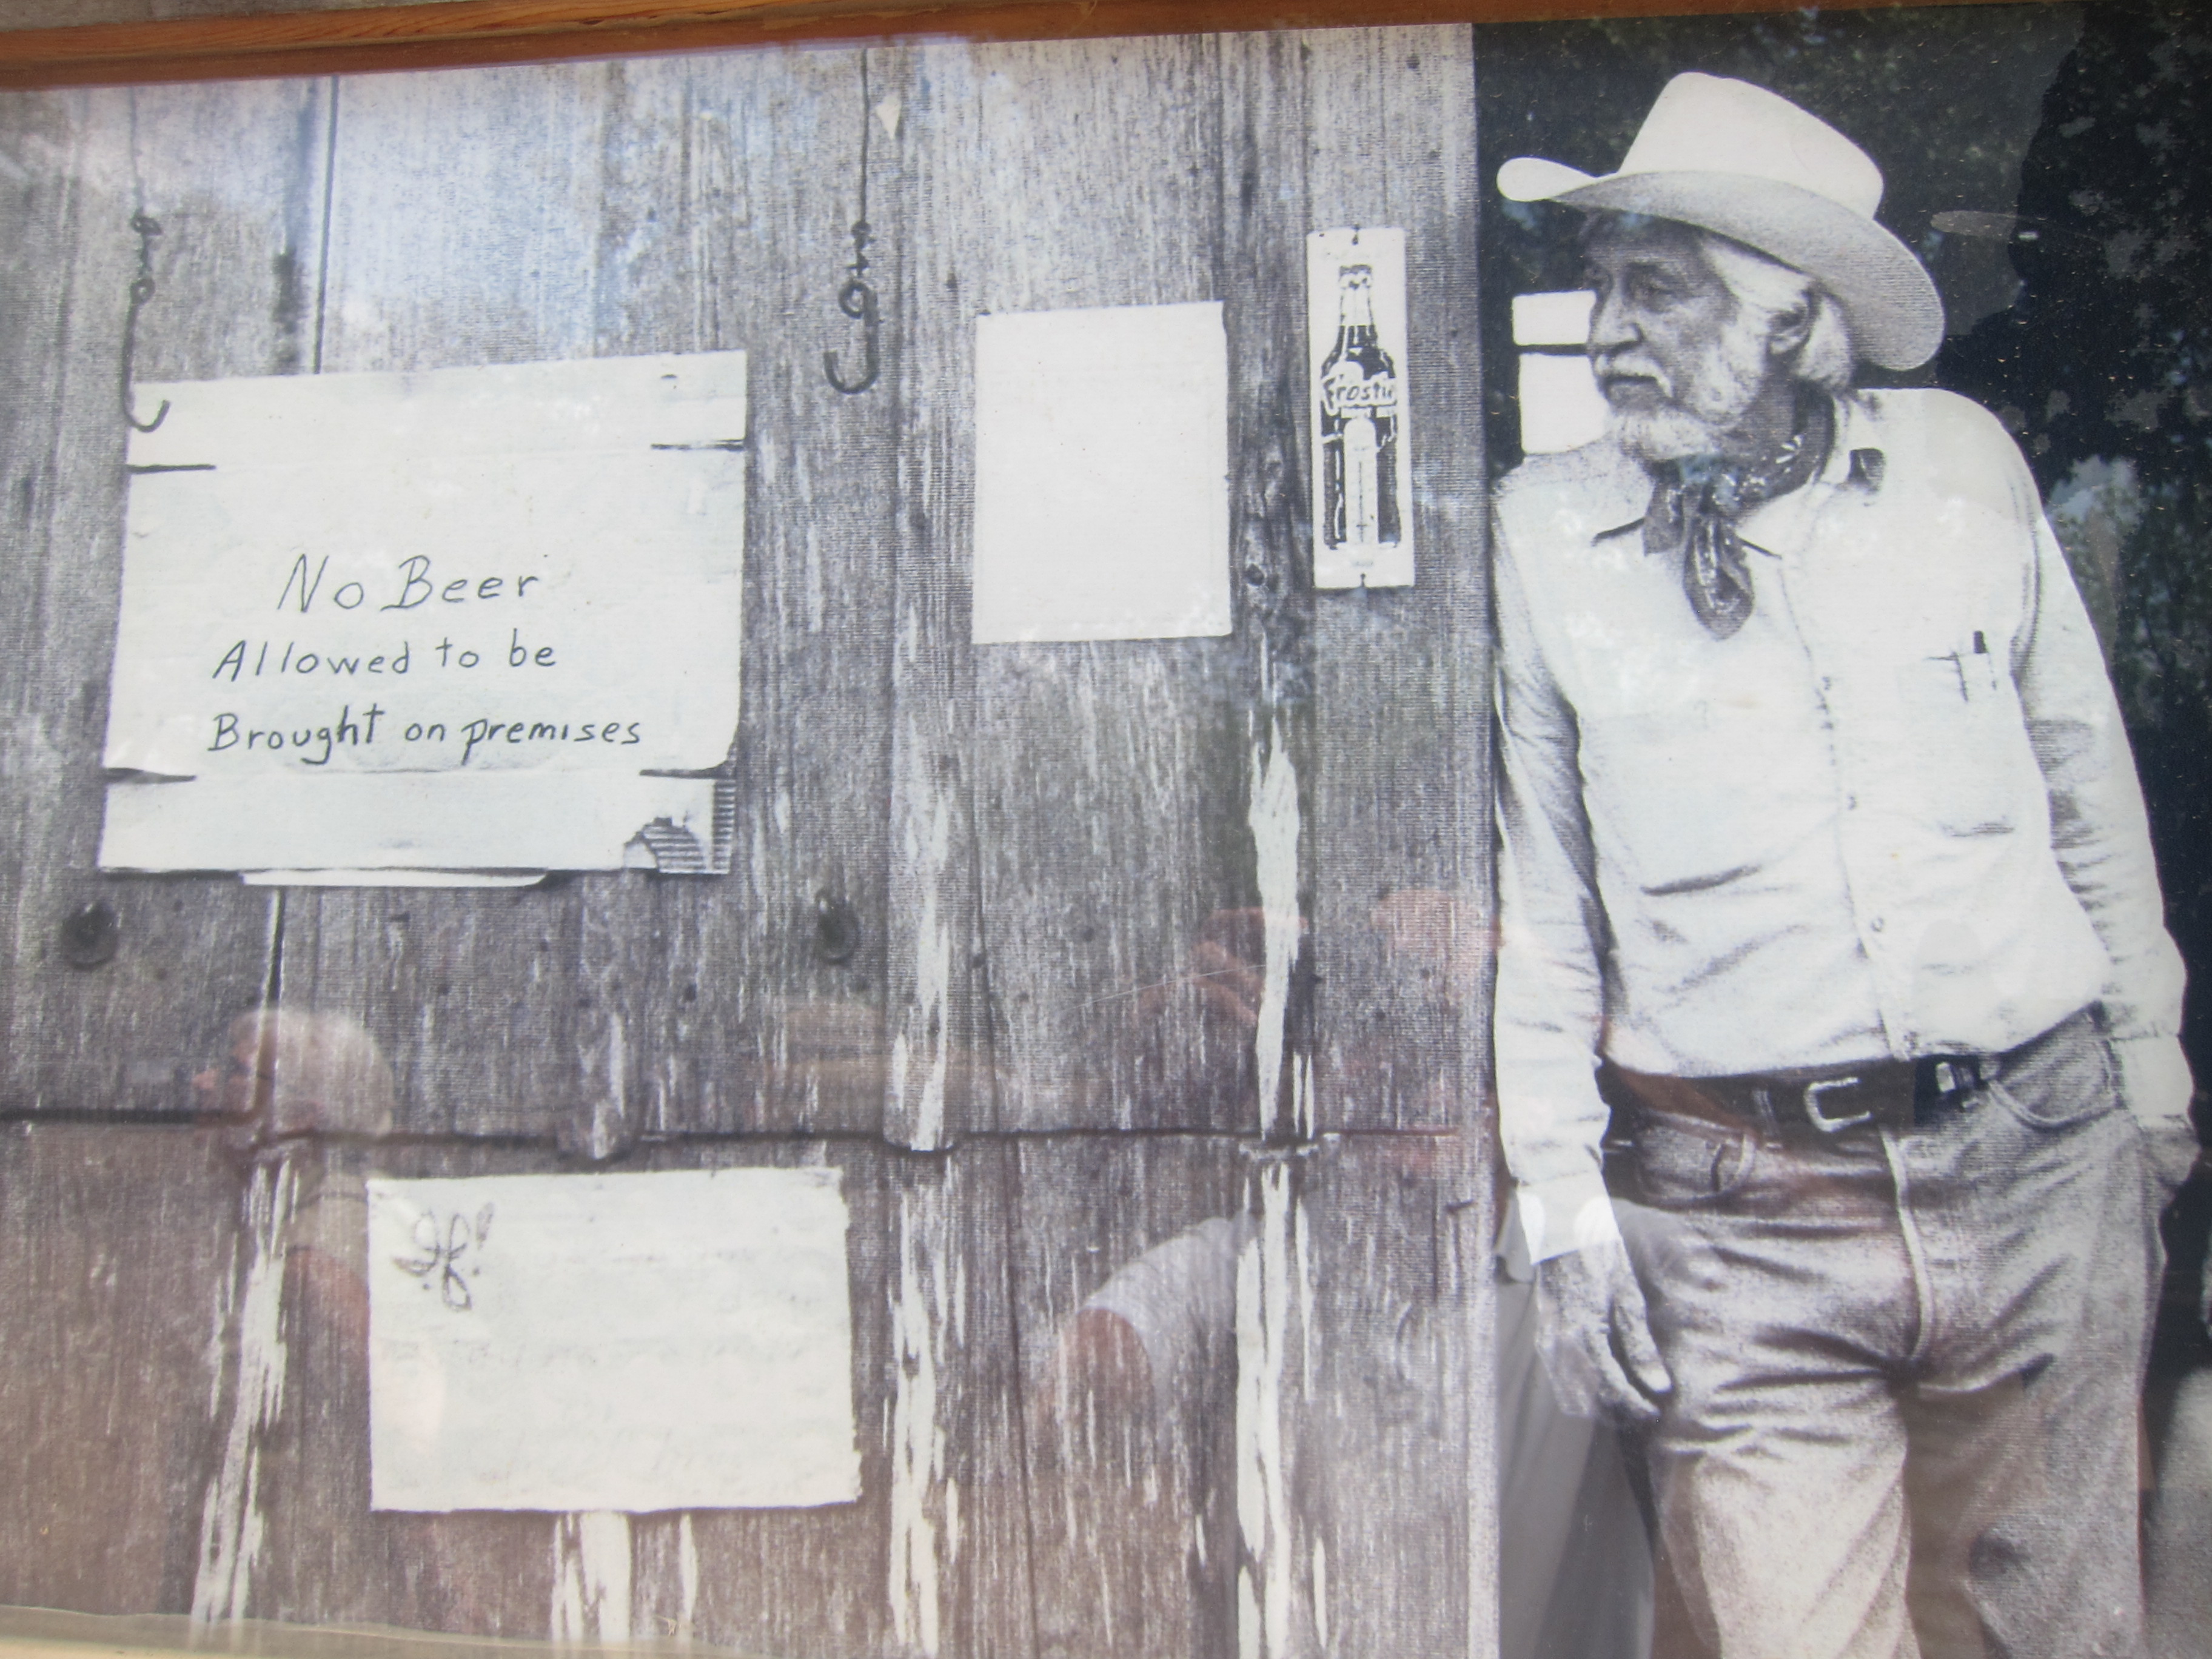 No Beer
Allowed to be
Brought on premises
Frostie